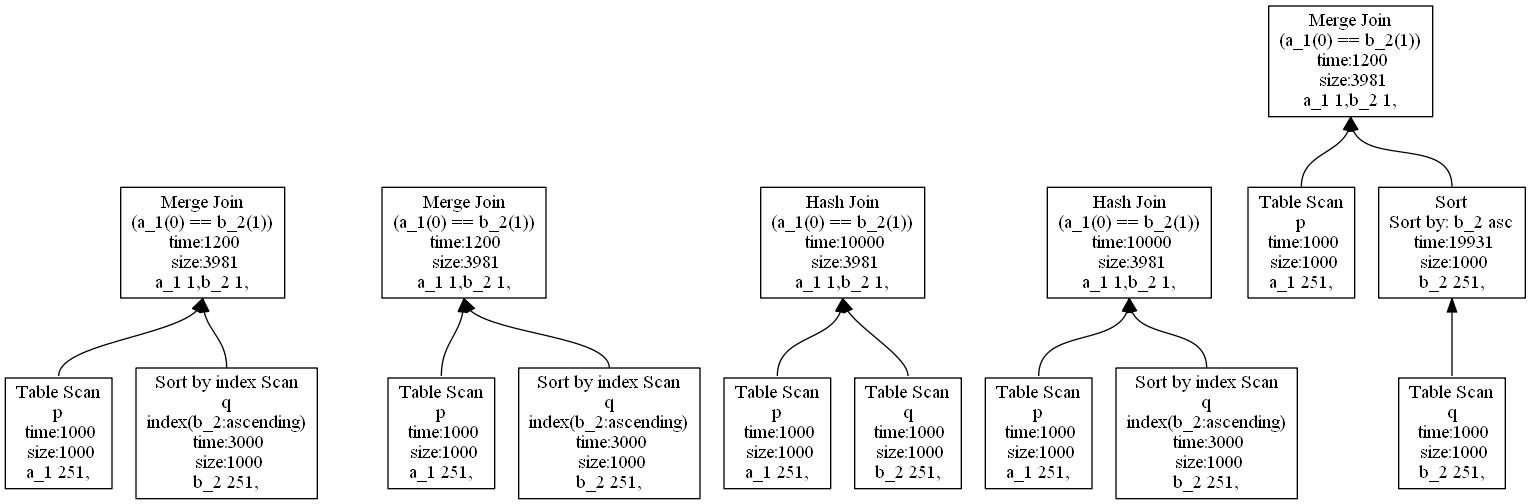 Merge Join
(a_1(0) == b_2(1))
time:1200
size:3981
a_1 1,b_2 1,
Merge Join
(a_1(0) == b_2(1))
time:1200
size:3981
a_1 1,b_2 1,
Merge Join
(a_1(0) == b_2(1))
time:1200
size:3981
a_1 1,b_2 1,
Hash Join
(a_1(0) == b_2(1))
time:10000
size:3981
a_1 1,b_2 1,
Hash Join
(a_1(0) == b_2(1))
time:10000
size:3981
a_1 1,b_2 1,
Table Scan
p
time:1000
size:1000
a_1 251,
Sort
Sort by: b_2 asc
time:19931
size:1000
b_2 251,
Table Scan
p
time:1000
size:1000
a_1 251,
Sort by index Scan
q
index(b_2:ascending)
time:3000
size:1000
b_2 251,
Table Scan
p
time:1000
size:1000
a_1 251,
Sort by index Scan
q
index(b_2:ascending)
time:3000
size:1000
b_2 251,
Table Scan
p
time:1000
size:1000
a_1 251,
Table Scan
q
time:1000
size:1000
b_2 251,
Table Scan
p
time:1000
size:1000
a_1 251,
Sort by index Scan
q
index(b_2:ascending)
time:3000
size:1000
b_2 251,
Table Scan
q
time:1000
size:1000
b_2 251,